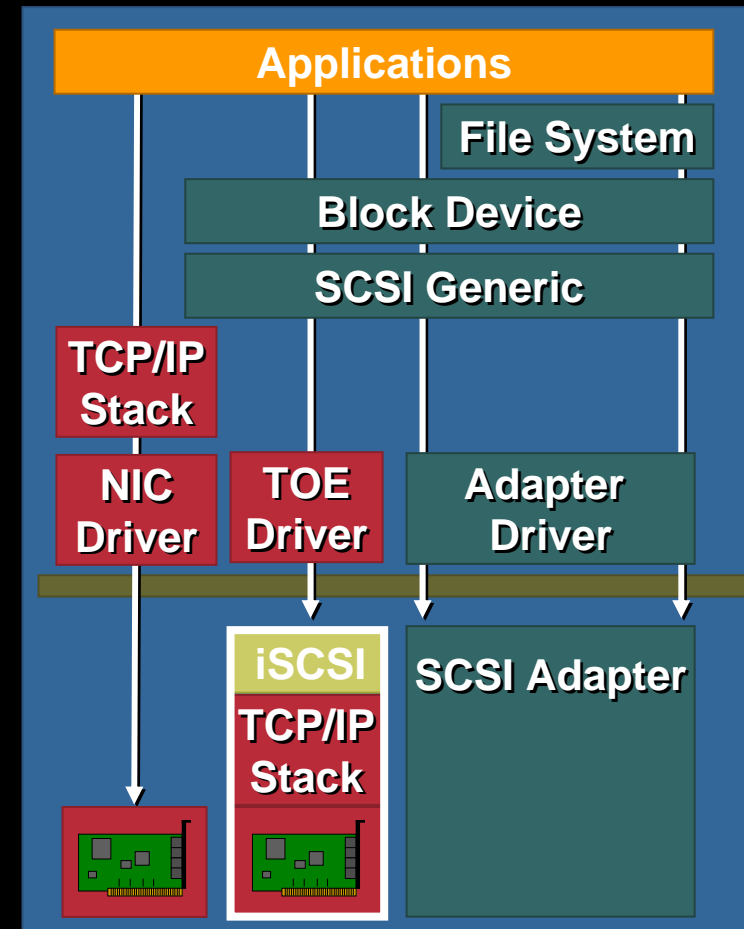 Applications
File System
Block Device
SCSI Generic
TCP/IP
Stack
NIC
Driver
TOE
Driver
Adapter
Driver
iSCSI
TCP/IP
Stack
SCSI Adapter